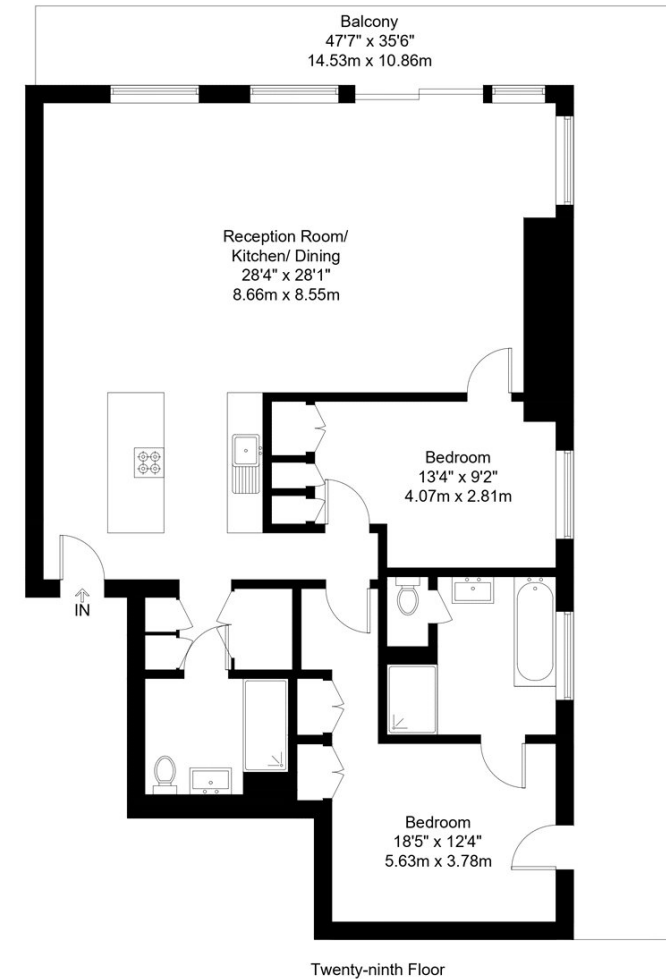 Balcony
47'7" x 35'6"
14.53m x 10.86m
Reception Room/
Kitchen/ Dining
28'4" x 28'1"
8.66m x 8.55m
Bedroom
13'4" x 9'2"
4.07m x 2.81m
IN
Bedroom
18'5" x 12'4"
5.63m x 3.78m
Twenty-ninth Floor